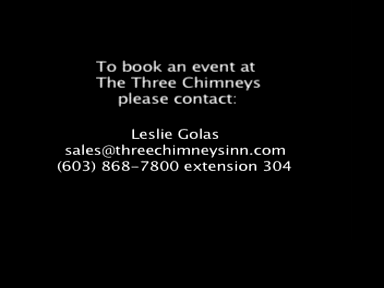 To book an event at
The Three Chimneys
please contact:
Leslie Golas
sales@threechimneysinn.com
(603) 868-7800 extension 304